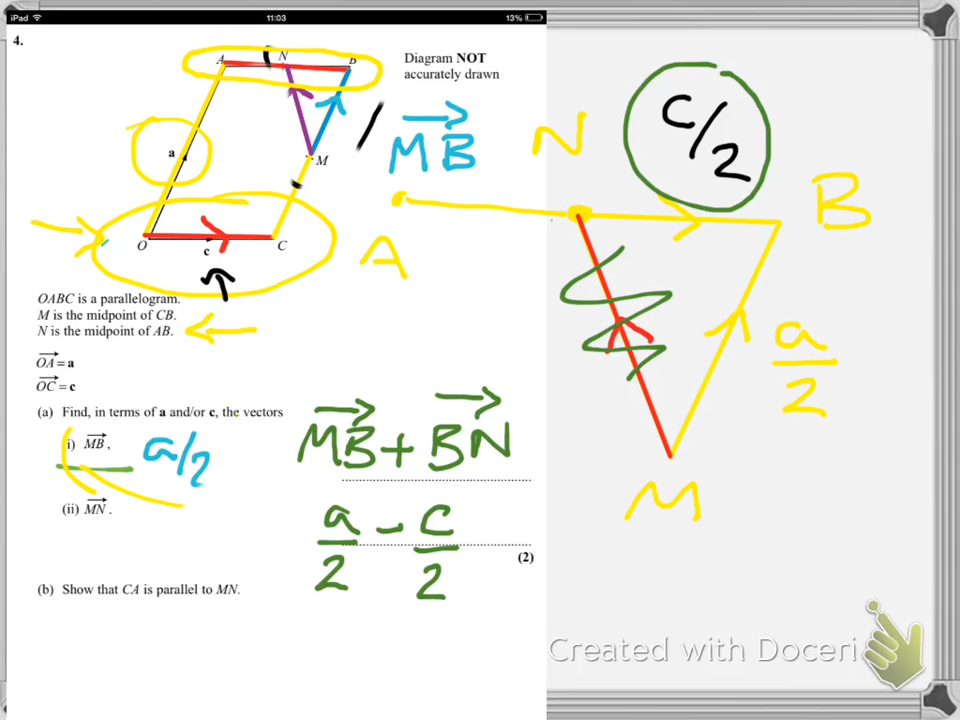 iPad 11:03 13%
4.
A N B
Diagram NOT
accurately drawn
a M
O c C
MB
A
N
c/2
B
a/2
M
OABC is a parallelogram.
M is the midpoint of CB.
N is the midpoint of AB.
OA = a
OC = c
(a) Find, in terms of a and/or c, the vectors
i) MB,
a/2
MB + BN
(ii) MN.
a/2 - c/2
(2)
(b) Show that CA is parallel to MN.
Created with Doceri